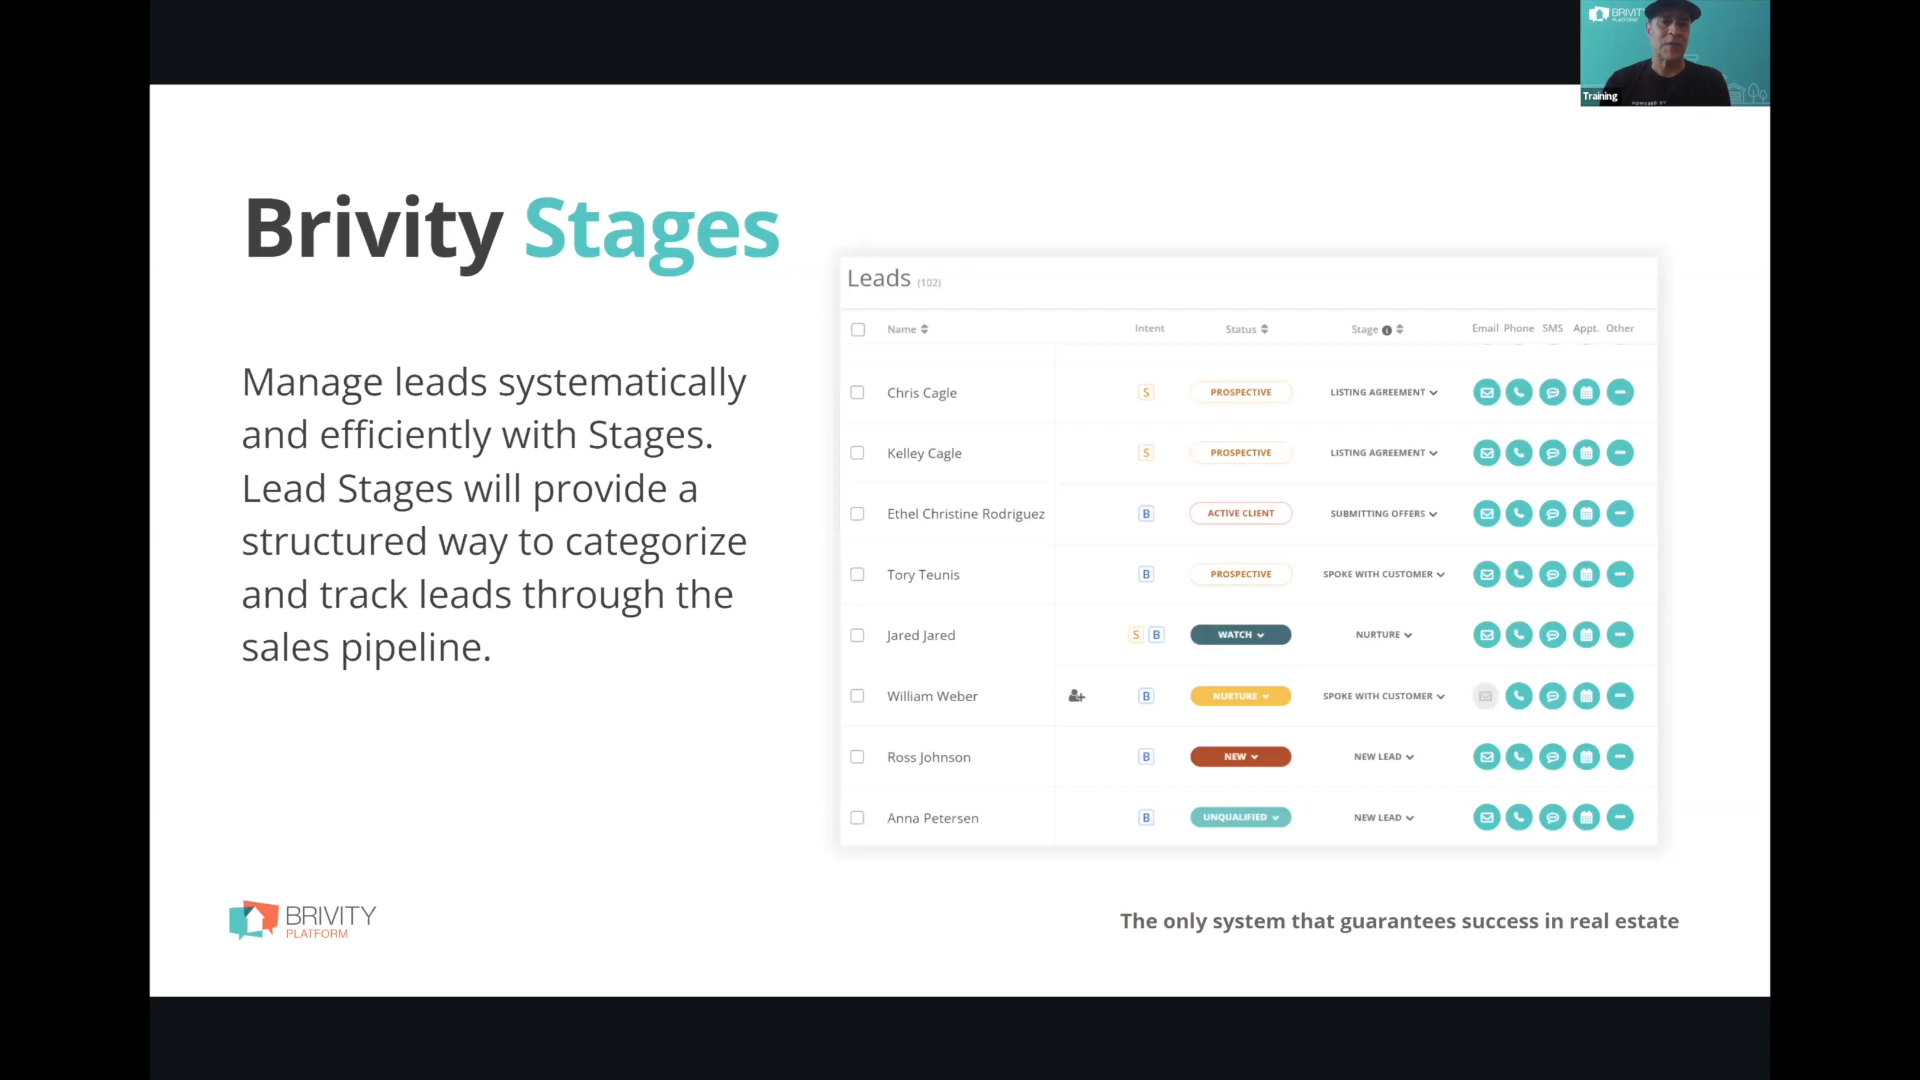 BRIVIT
PLATFORM
Training
POWERED BY
Brivity Stages
Manage leads systematically
and efficiently with Stages.
Lead Stages will provide a
structured way to categorize
and track leads through the
sales pipeline.
Leads (102)
Name Intent Status Stage Email Phone SMS Appt. Other
Chris Cagle S PROSPECTIVE LISTING AGREEMENT
Kelley Cagle S PROSPECTIVE LISTING AGREEMENT
Ethel Christine Rodriguez B ACTIVE CLIENT SUBMITTING OFFERS
Tory Teunis B PROSPECTIVE SPOKE WITH CUSTOMER
Jared Jared S B WATCH NURTURE
William Weber B NURTURE SPOKE WITH CUSTOMER
Ross Johnson B NEW NEW LEAD
Anna Petersen B UNQUALIFIED NEW LEAD
BRIVITY
PLATFORM
The only system that guarantees success in real estate